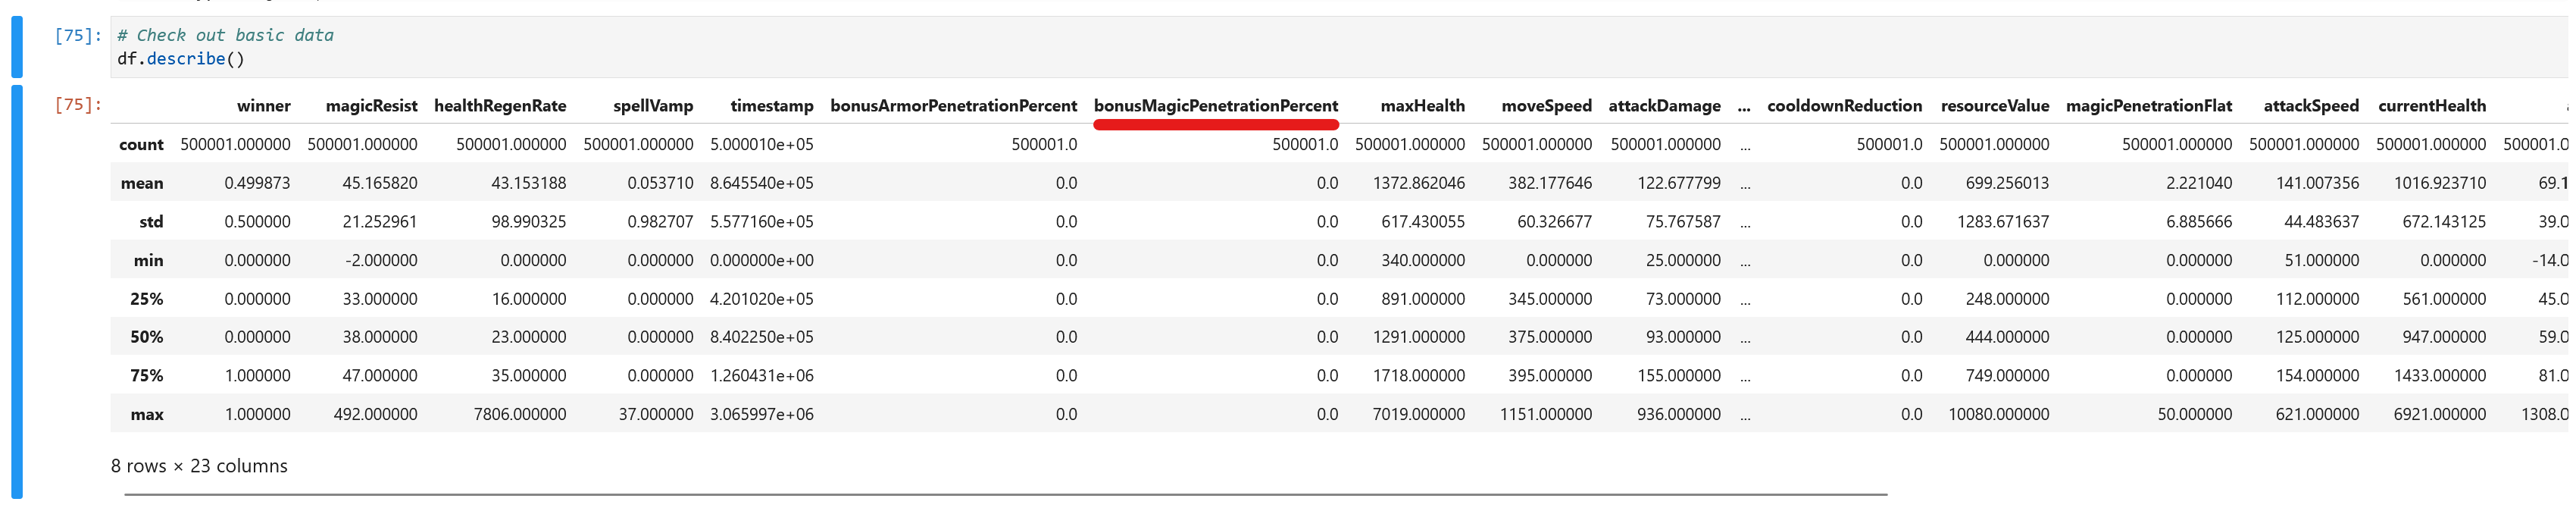 [75]: # Check out basic data
df.describe()
[75]: winner magicResist healthRegenRate spellVamp timestamp bonusArmorPenetrationPercent bonusMagicPenetrationPercent maxHealth moveSpeed attackDamage ... cooldownReduction resourceValue magicPenetrationFlat attackSpeed currentHealth
count 500001.000000 500001.000000 500001.000000 500001.000000 5.000010e+05 500001.0 500001.0 500001.000000 500001.000000 500001.000000 ... 500001.0 500001.000000 500001.000000 500001.000000 500001.000000 500001.0
mean 0.499873 45.165820 43.153188 0.053710 8.645540e+05 0.0 0.0 1372.862046 382.177646 122.677799 ... 0.0 699.256013 2.221040 141.007356 1016.923710 69.1
std 0.500000 21.252961 98.990325 0.982707 5.577160e+05 0.0 0.0 617.430055 60.326677 75.767587 ... 0.0 1283.671637 6.885666 44.483637 672.143125 39.0
min 0.000000 -2.000000 0.000000 0.000000 0.000000e+00 0.0 0.0 340.000000 0.000000 25.000000 ... 0.0 0.000000 0.000000 51.000000 0.000000 -14.0
25% 0.000000 33.000000 16.000000 0.000000 4.201020e+05 0.0 0.0 891.000000 345.000000 73.000000 ... 0.0 248.000000 0.000000 112.000000 561.000000 45.0
50% 0.000000 38.000000 23.000000 0.000000 8.402250e+05 0.0 0.0 1291.000000 375.000000 93.000000 ... 0.0 444.000000 0.000000 125.000000 947.000000 59.0
75% 1.000000 47.000000 35.000000 0.000000 1.260431e+06 0.0 0.0 1718.000000 395.000000 155.000000 ... 0.0 749.000000 0.000000 154.000000 1433.000000 81.0
max 1.000000 492.000000 7806.000000 37.000000 3.065997e+06 0.0 0.0 7019.000000 1151.000000 936.000000 ... 0.0 10080.000000 50.000000 621.000000 6921.000000 1308.0
8 rows × 23 columns